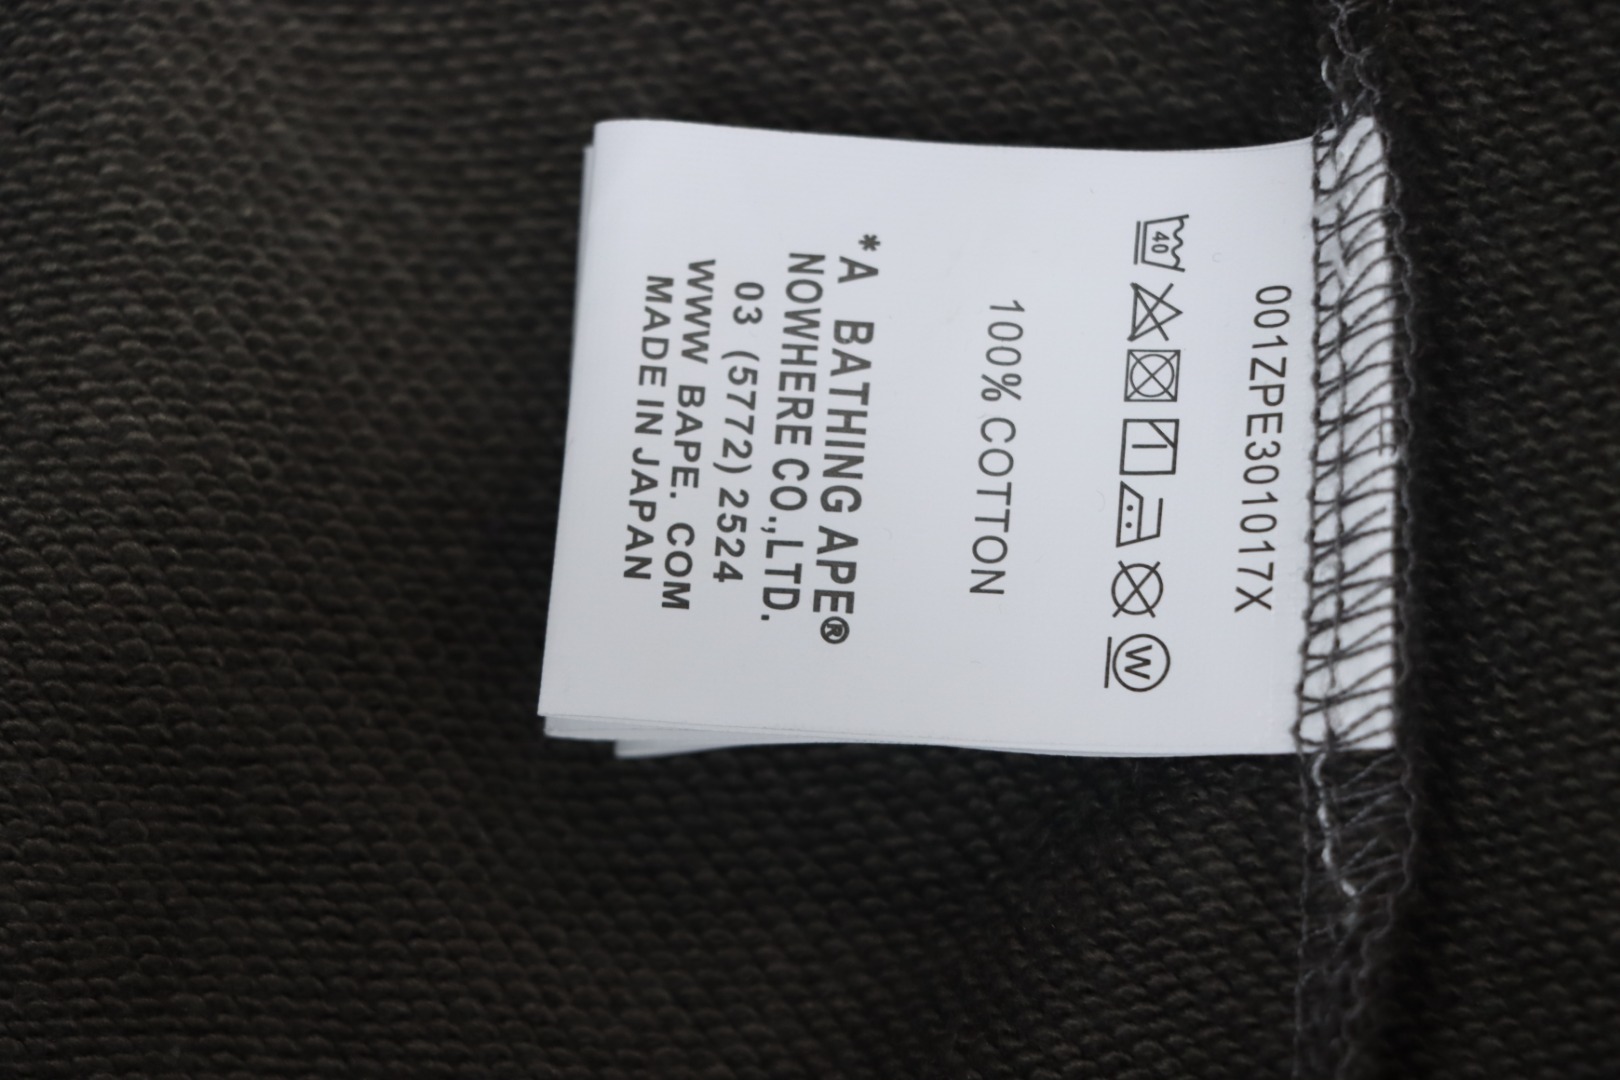 001ZPE301017X
40
W
100% COTTON
*A BATHING APE®
NOWHERE CO.,LTD.
03 (5772) 2524
WWW BAPE. COM
MADE IN JAPAN